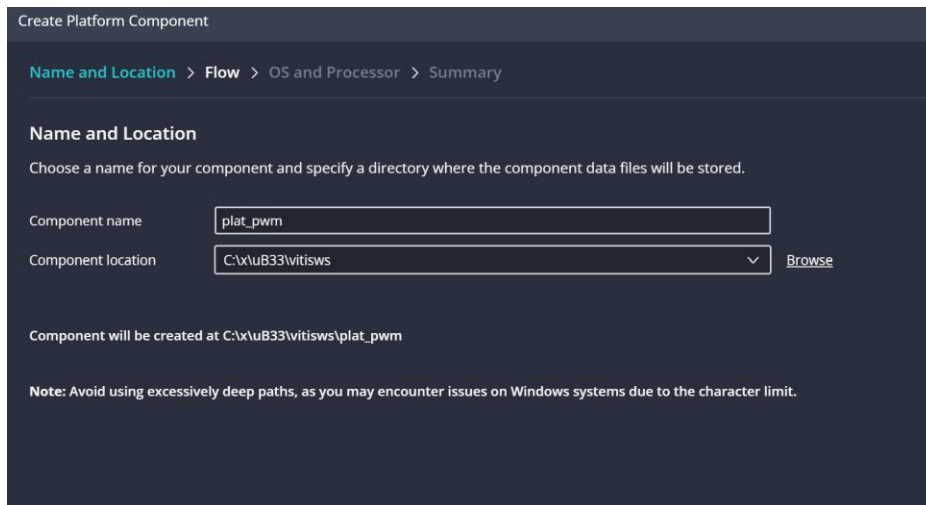 Create Platform Component
Name and Location > Flow > OS and Processor > Summary
Name and Location
Choose a name for your component and specify a directory where the component data files will be stored.
Component name plat_pwm
Component location C:\x\uB33\vitisws Browse
Component will be created at C:\x\uB33\vitisws\plat_pwm
Note: Avoid using excessively deep paths, as you may encounter issues on Windows systems due to the character limit.